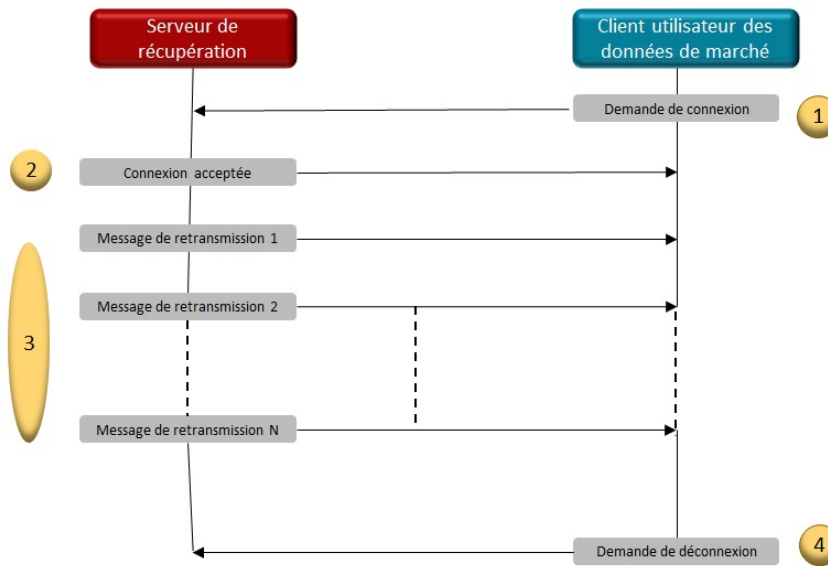 Serveur de
récupération
Client utilisateur des
données de marché
Demande de connexion
1
2
Connexion acceptée
Message de retransmission 1
Message de retransmission 2
3
Message de retransmission N
Demande de déconnexion
4